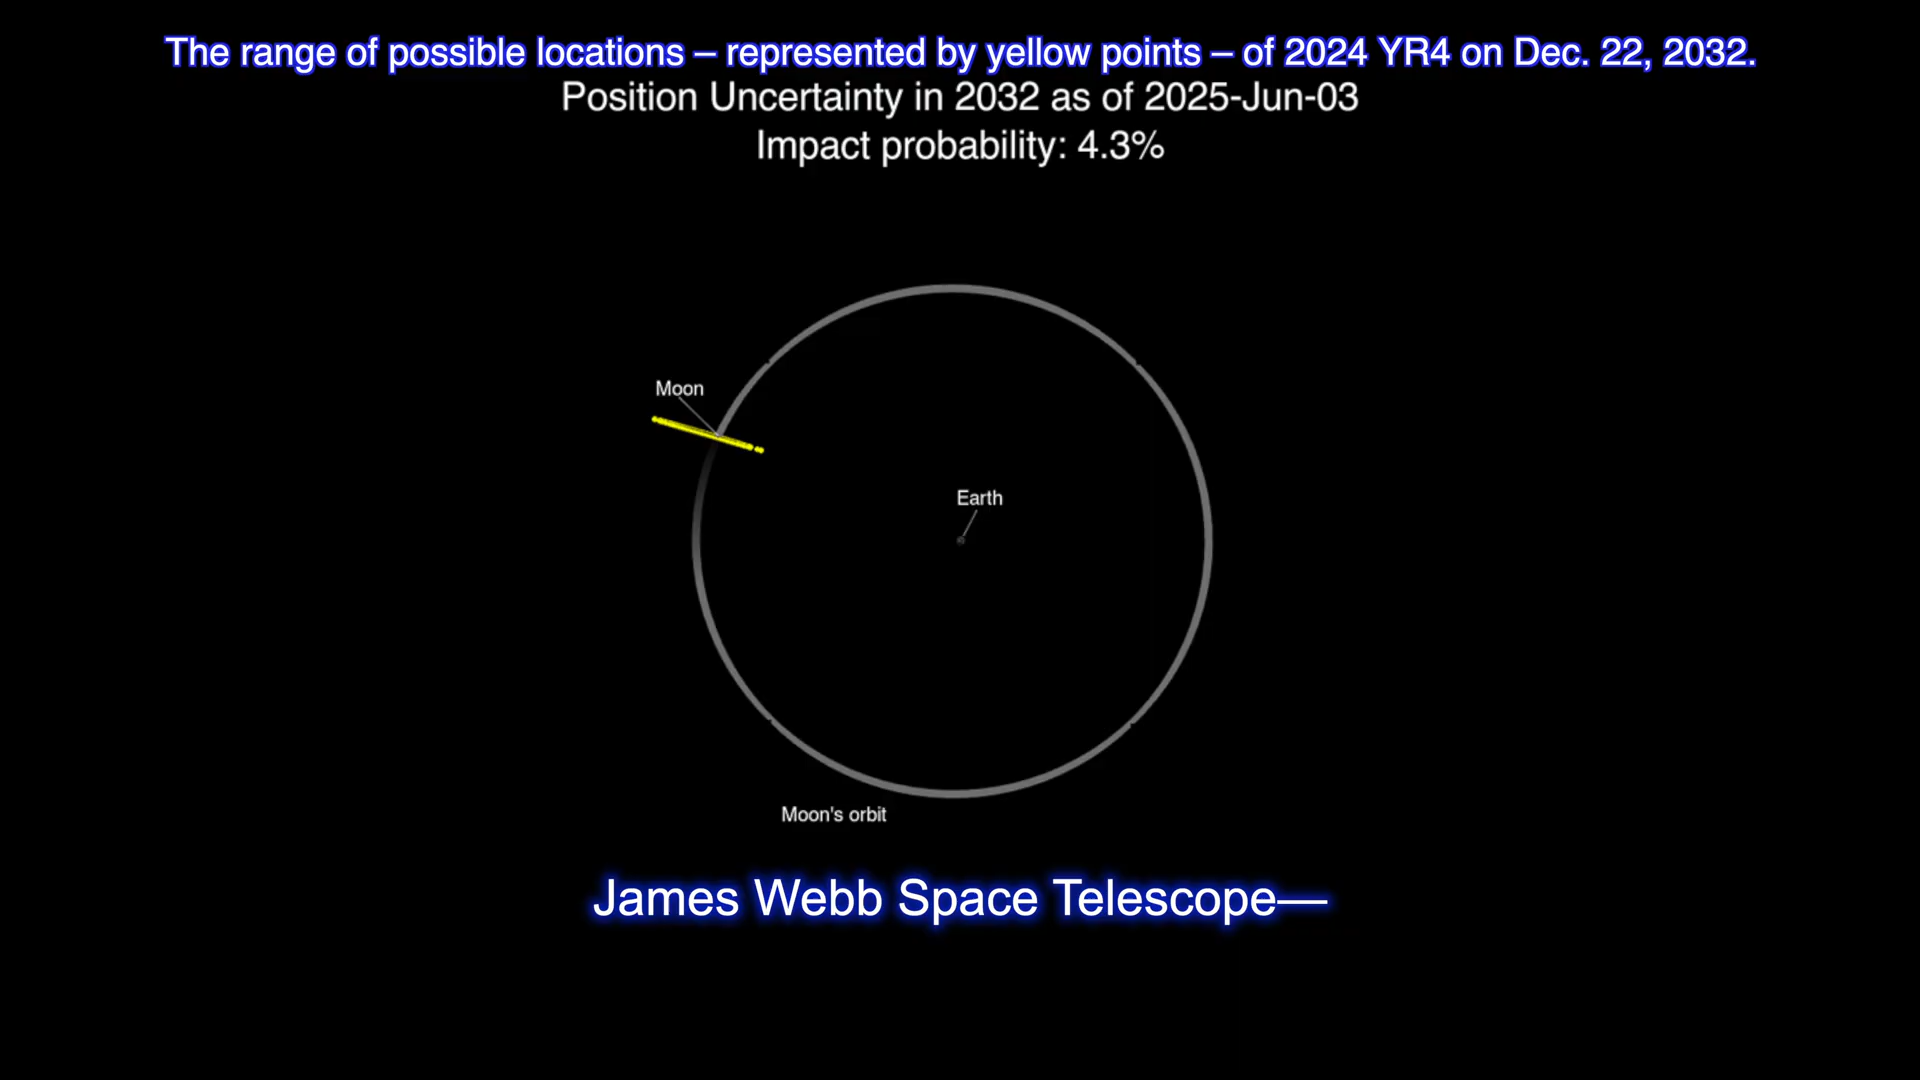 The range of possible locations – represented by yellow points – of 2024 YR4 on Dec. 22, 2032.
Position Uncertainty in 2032 as of 2025-Jun-03
Impact probability: 4.3%
Moon
Earth
Moon's orbit
James Webb Space Telescope—